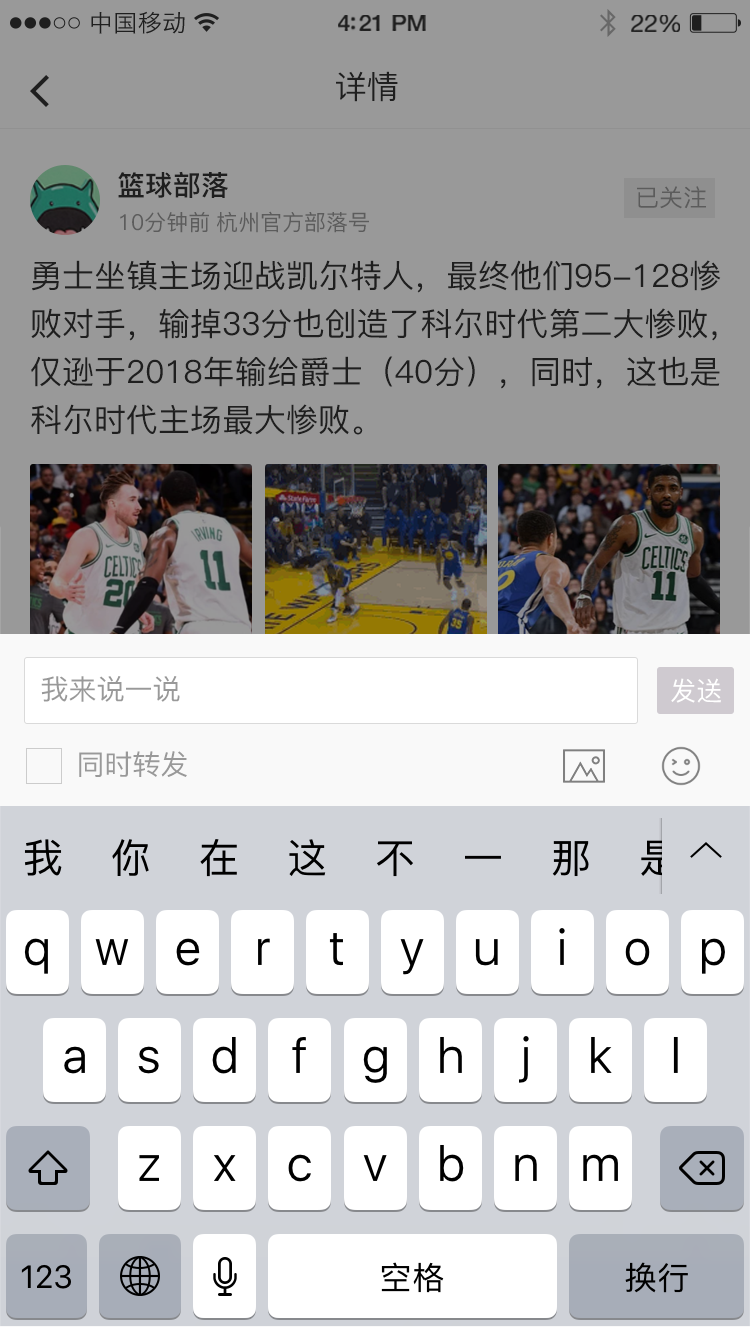 中国移动 4:21 PM 22%
详情
篮球部落
10分钟前 杭州官方部落号
已关注
勇士坐镇主场迎战凯尔特人，最终他们95-128惨
败对手，输掉33分也创造了科尔时代第二大惨败，
仅逊于2018年输给爵士（40分），同时，这也是
科尔时代主场最大惨败。
CELTICS
20
IRVING
11
StateFarm
35
CELTICS
11
我来说一说
发送
同时转发
我 你 在 这 不 一 那 是
q w e r t y u i o p
a s d f g h j k l
z x c v b n m
123 空格 换行